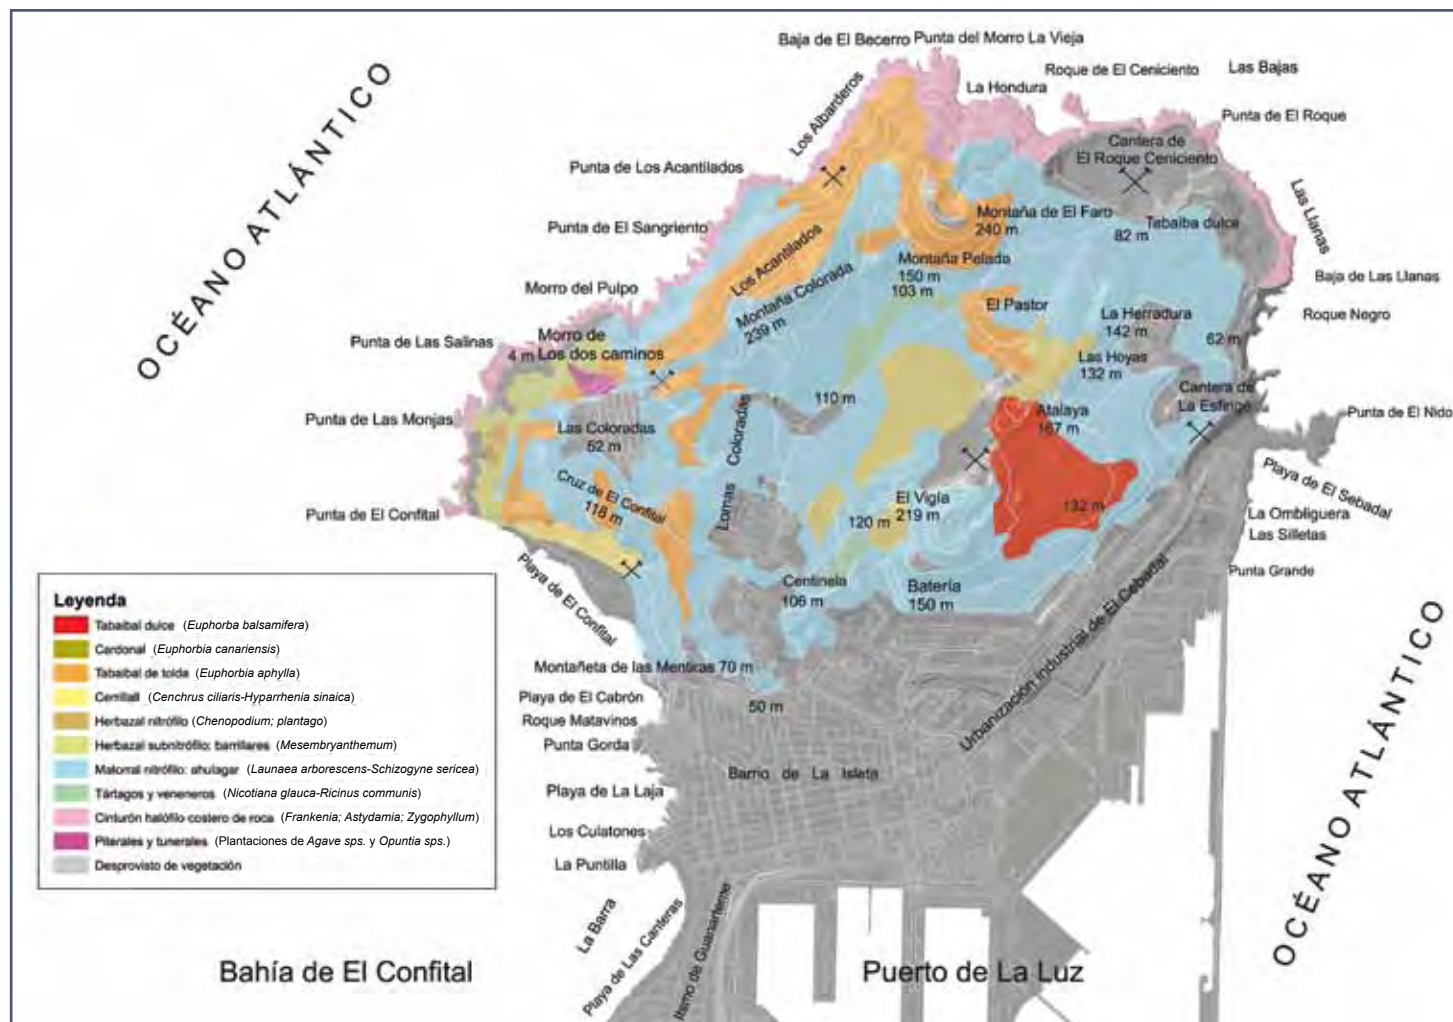 Baja de El Becerro
Punta del Morro La Vieja
Roque de El Ceniciento
Las Bajas
La Hondura
Punta de El Roque
Los Albarderos
Cantera de
El Roque Ceniciento
Punta de Los Acantilados
OCÉANO ATLÁNTICO
Las Llanas
Montaña de El Faro
240 m
Tabaiba dulce
82 m
Punta de El Sangriento
Los Acantilados
Montaña Colorada
239 m
Montaña Pelada
150 m
103 m
Baja de Las Llanas
Morro del Pulpo
El Pastor
La Herradura
142 m
Roque Negro
Punta de Las Salinas
4 m
Morro de
Los dos caminos
62 m
Las Hoyas
132 m
Cantera de
La Esfinge
110 m
Punta de Las Monjas
Las Coloradas
52 m
Lomas Coloradas
Atalaya
167 m
Punta de El Nido
Cruz de El Confital
118 m
Playa de El Sebadal
Punta de El Confital
El Vigía
219 m
120 m
132 m
La Ombliguera
Las Silletas
Punta Grande
Playa de El Confital
Centinela
106 m
Batería
150 m
Leyenda
Tabaibal dulce (Euphorba balsamifera)
Cardonal (Euphorbia canariensis)
Tabaibal de tolda (Euphorbia aphylla)
Cerrillall (Cenchrus ciliaris-Hyparrhenia sinaica)
Herbazal nitrófilo (Chenopodium; plantago)
Herbazal subnitrófilo: barrillares (Mesembryanthemum)
Matorral nitrófilo: ahulagar (Launaea arborescens-Schizogyne sericea)
Tártagos y veneneros (Nicotiana glauca-Ricinus communis)
Cinturón halófilo costero de roca (Frankenia; Astydamia; Zygophyllum)
Piterales y tunerales (Plantaciones de Agave sps. y Opuntia sps.)
Desprovisto de vegetación
Montañeta de las Mentiras 70 m
Urbanización industrial de El Cebadal
Playa de El Cabrón
50 m
Roque Matavinos
Punta Gorda
Barrio de La Isleta
Playa de La Laja
Los Culatones
La Puntilla
OCÉANO ATLÁNTICO
La Barra
Playa de Las Canteras
Itsmo de Guanarteme
Bahía de El Confital
Puerto de La Luz